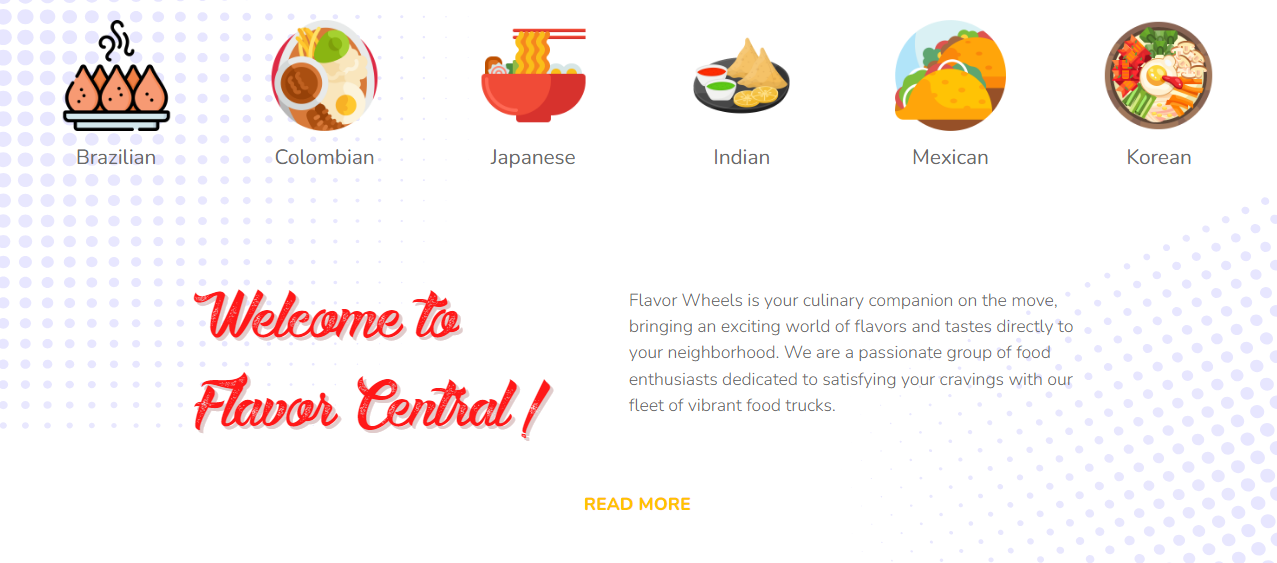 Brazilian
Colombian
Japanese
Indian
Mexican
Korean
Welcome to
Flavor Central!
Flavor Wheels is your culinary companion on the move,
bringing an exciting world of flavors and tastes directly to
your neighborhood. We are a passionate group of food
enthusiasts dedicated to satisfying your cravings with our
fleet of vibrant food trucks.
READ MORE